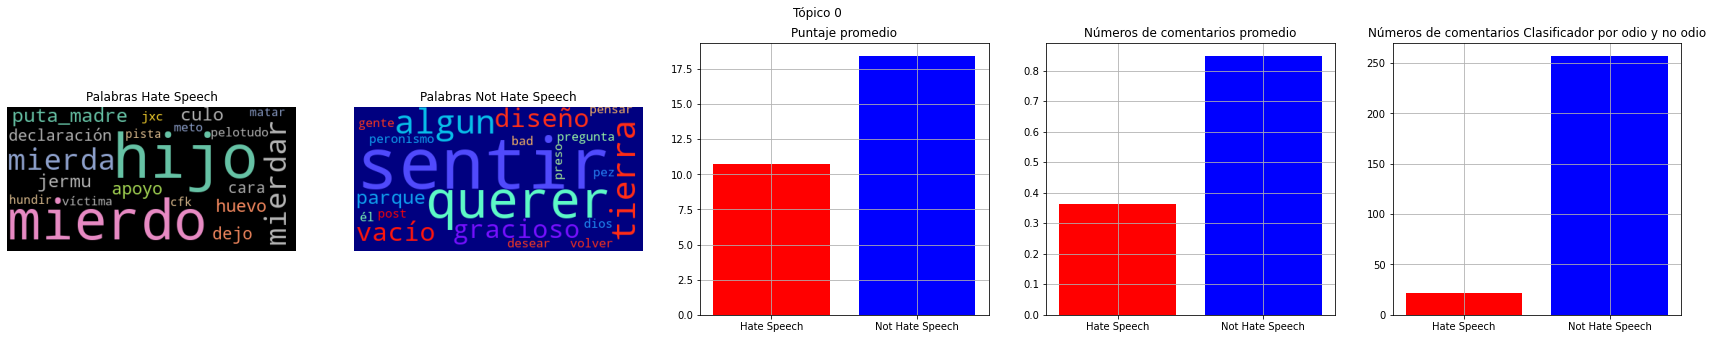 Tópico 0
Palabras Hate Speech
puta_madre jxc culo matar
declaración pista meto pelotudo
mierda hijo mierdar
jermu apoyo cara
hundir víctima cfk huevo
mierdo dejo
Palabras Not Hate Speech
gente algun diseño pensar
peronismo bad pregunta
sentir preso pez tierra
parque querer
él post dios
vacío gracioso
desear volver
Puntaje promedio
17.5
15.0
12.5
10.0
7.5
5.0
2.5
0.0
Hate Speech Not Hate Speech
Números de comentarios promedio
0.8
0.7
0.6
0.5
0.4
0.3
0.2
0.1
0.0
Hate Speech Not Hate Speech
Números de comentarios Clasificador por odio y no odio
250
200
150
100
50
0
Hate Speech Not Hate Speech